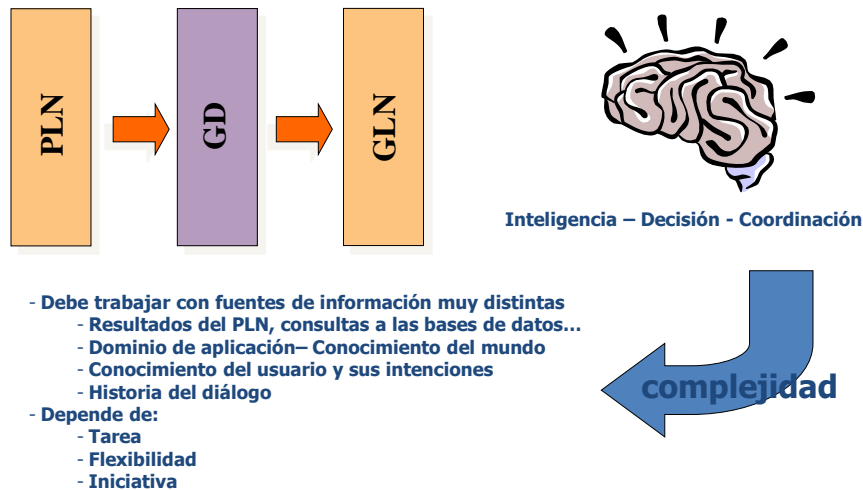 PLN
GD
GLN
Inteligencia – Decisión - Coordinación
- Debe trabajar con fuentes de información muy distintas
- Resultados del PLN, consultas a las bases de datos…
- Dominio de aplicación– Conocimiento del mundo
- Conocimiento del usuario y sus intenciones
- Historia del diálogo
- Depende de:
- Tarea
- Flexibilidad
- Iniciativa
complejidad